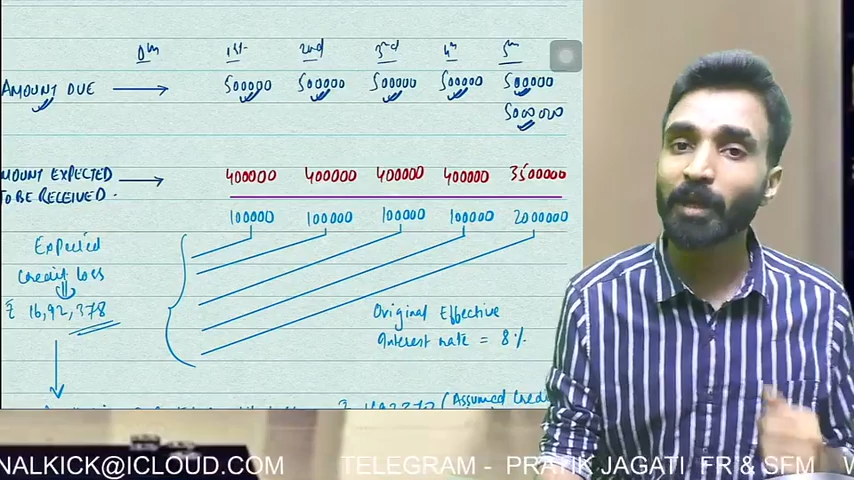 0th 1st 2nd 3rd 4th 5th
AMOUNT DUE 500000 500000 500000 500000 500000
5000000
AMOUNT EXPECTED 400000 400000 400000 400000 3500000
TO BE RECEIVED.
100000 100000 100000 100000 2000000
Expected
Credit loss
₹ 16,92,378
Original Effective
Interest rate = 8%
(Assumed Credit
NALKICK@ICLOUD.COM TELEGRAM - PRATIK JAGATI FR & SFM W